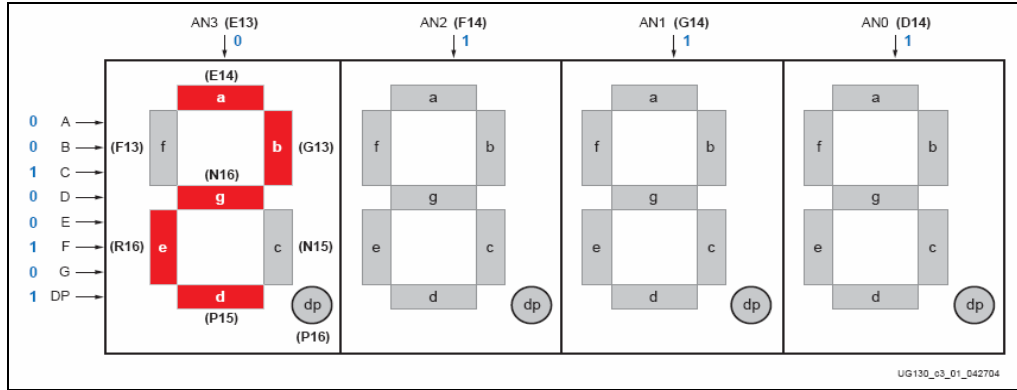 AN3 (E13) AN2 (F14) AN1 (G14) AN0 (D14)
0 1 1 1
(E14)
a a a a
0 A
0 B (F13) f b (G13) f b f b f b
1 C (N16)
0 D g g g g
0 E
1 F (R16) e c (N15) e c e c e c
0 G
1 DP d dp d dp d dp d dp
(P15)
(P16)
UG130_c3_01_042704